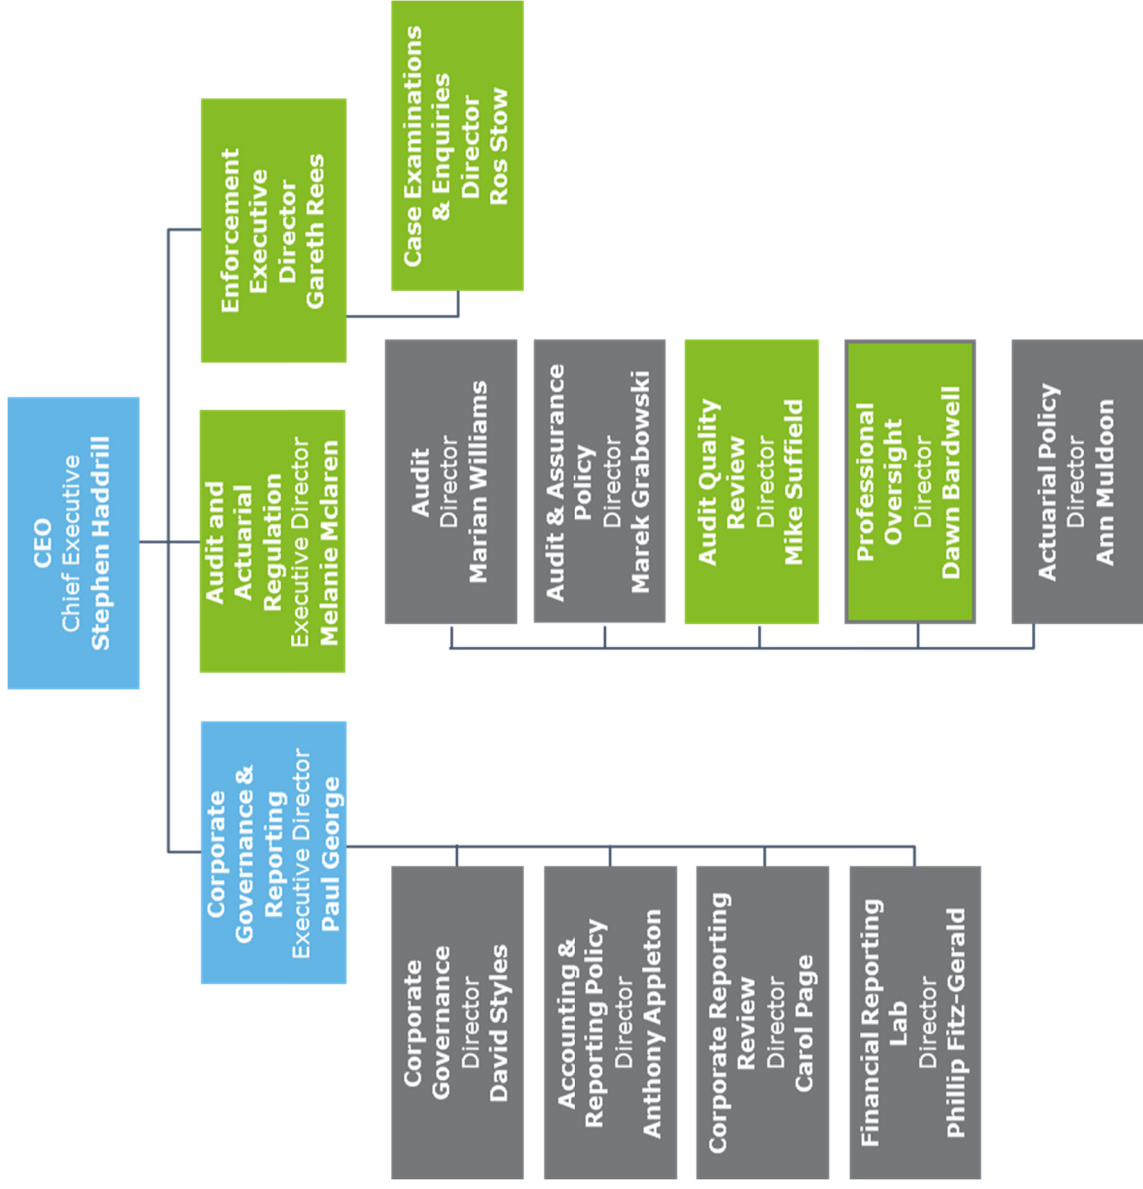 CEO
Chief Executive
Stephen Haddrill
Corporate
Governance &
Reporting
Executive Director
Paul George
Audit and
Actuarial
Regulation
Executive Director
Melanie Mclaren
Enforcement
Executive
Director
Gareth Rees
Corporate
Governance
Director
David Styles
Accounting &
Reporting Policy
Director
Anthony Appleton
Corporate Reporting
Review
Director
Carol Page
Financial Reporting
Lab
Director
Phillip Fitz-Gerald
Audit
Director
Marian Williams
Audit & Assurance
Policy
Director
Marek Grabowski
Audit Quality
Review
Director
Mike Suffield
Professional
Oversight
Director
Dawn Bardwell
Actuarial Policy
Director
Ann Muldoon
Case Examinations
& Enquiries
Director
Ros Stow